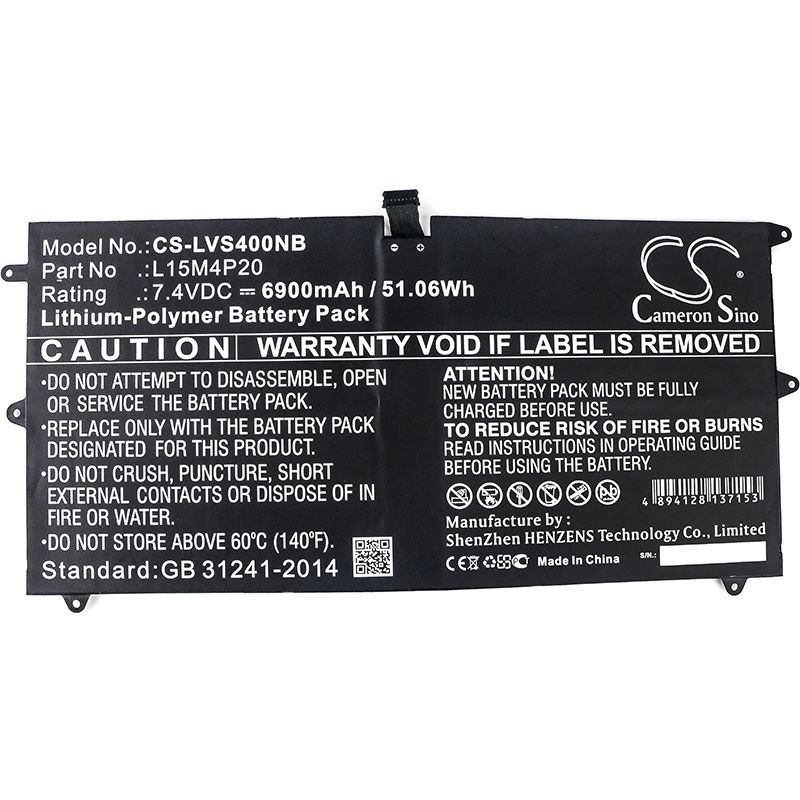 Model No.: CS-LVS400NB
Part No : L15M4P20
Rating : 7.4VDC ⎓ 6900mAh / 51.06Wh
Lithium-Polymer Battery Pack
CS
Cameron Sino
CAUTION
WARRANTY VOID IF LABEL IS REMOVED
•DO NOT ATTEMPT TO DISASSEMBLE, OPEN
OR SERVICE THE BATTERY PACK.
•REPLACE ONLY WITH THE BATTERY PACK
DESIGNATED FOR THIS PRODUCT.
•DO NOT CRUSH, PUNCTURE, SHORT
EXTERNAL CONTACTS OR DISPOSE OF IN
FIRE OR WATER.
•DO NOT STORE ABOVE 60ºC (140ºF).
Standard:GB 31241-2014
ATTENTION!
NEW BATTERY PACK MUST BE FULLY
CHARGED BEFORE USE.
TO REDUCE RISK OF FIRE OR BURNS
READ INSTRUCTIONS IN OPERATING GUIDE
BEFORE USING THE BATTERY.
4 894128 137153
Manufacture by :
ShenZhen HENZENS Technology Co., Limited
CE EAC Made In China
S/N.: